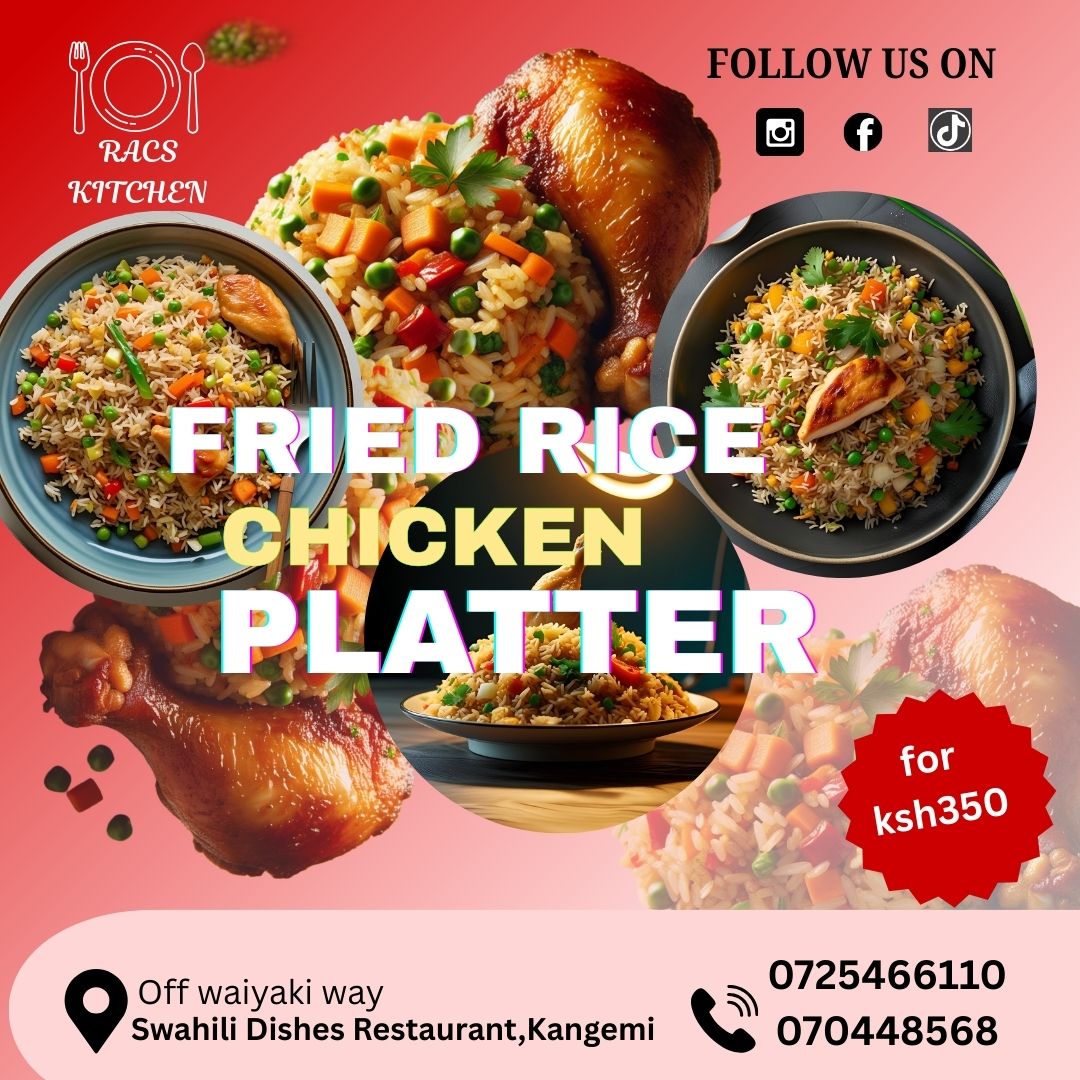 RACS
KITCHEN
FOLLOW US ON
FRIED RICE
CHICKEN
PLATTER
for
ksh350
Off waiyaki way
Swahili Dishes Restaurant,Kangemi
0725466110
070448568